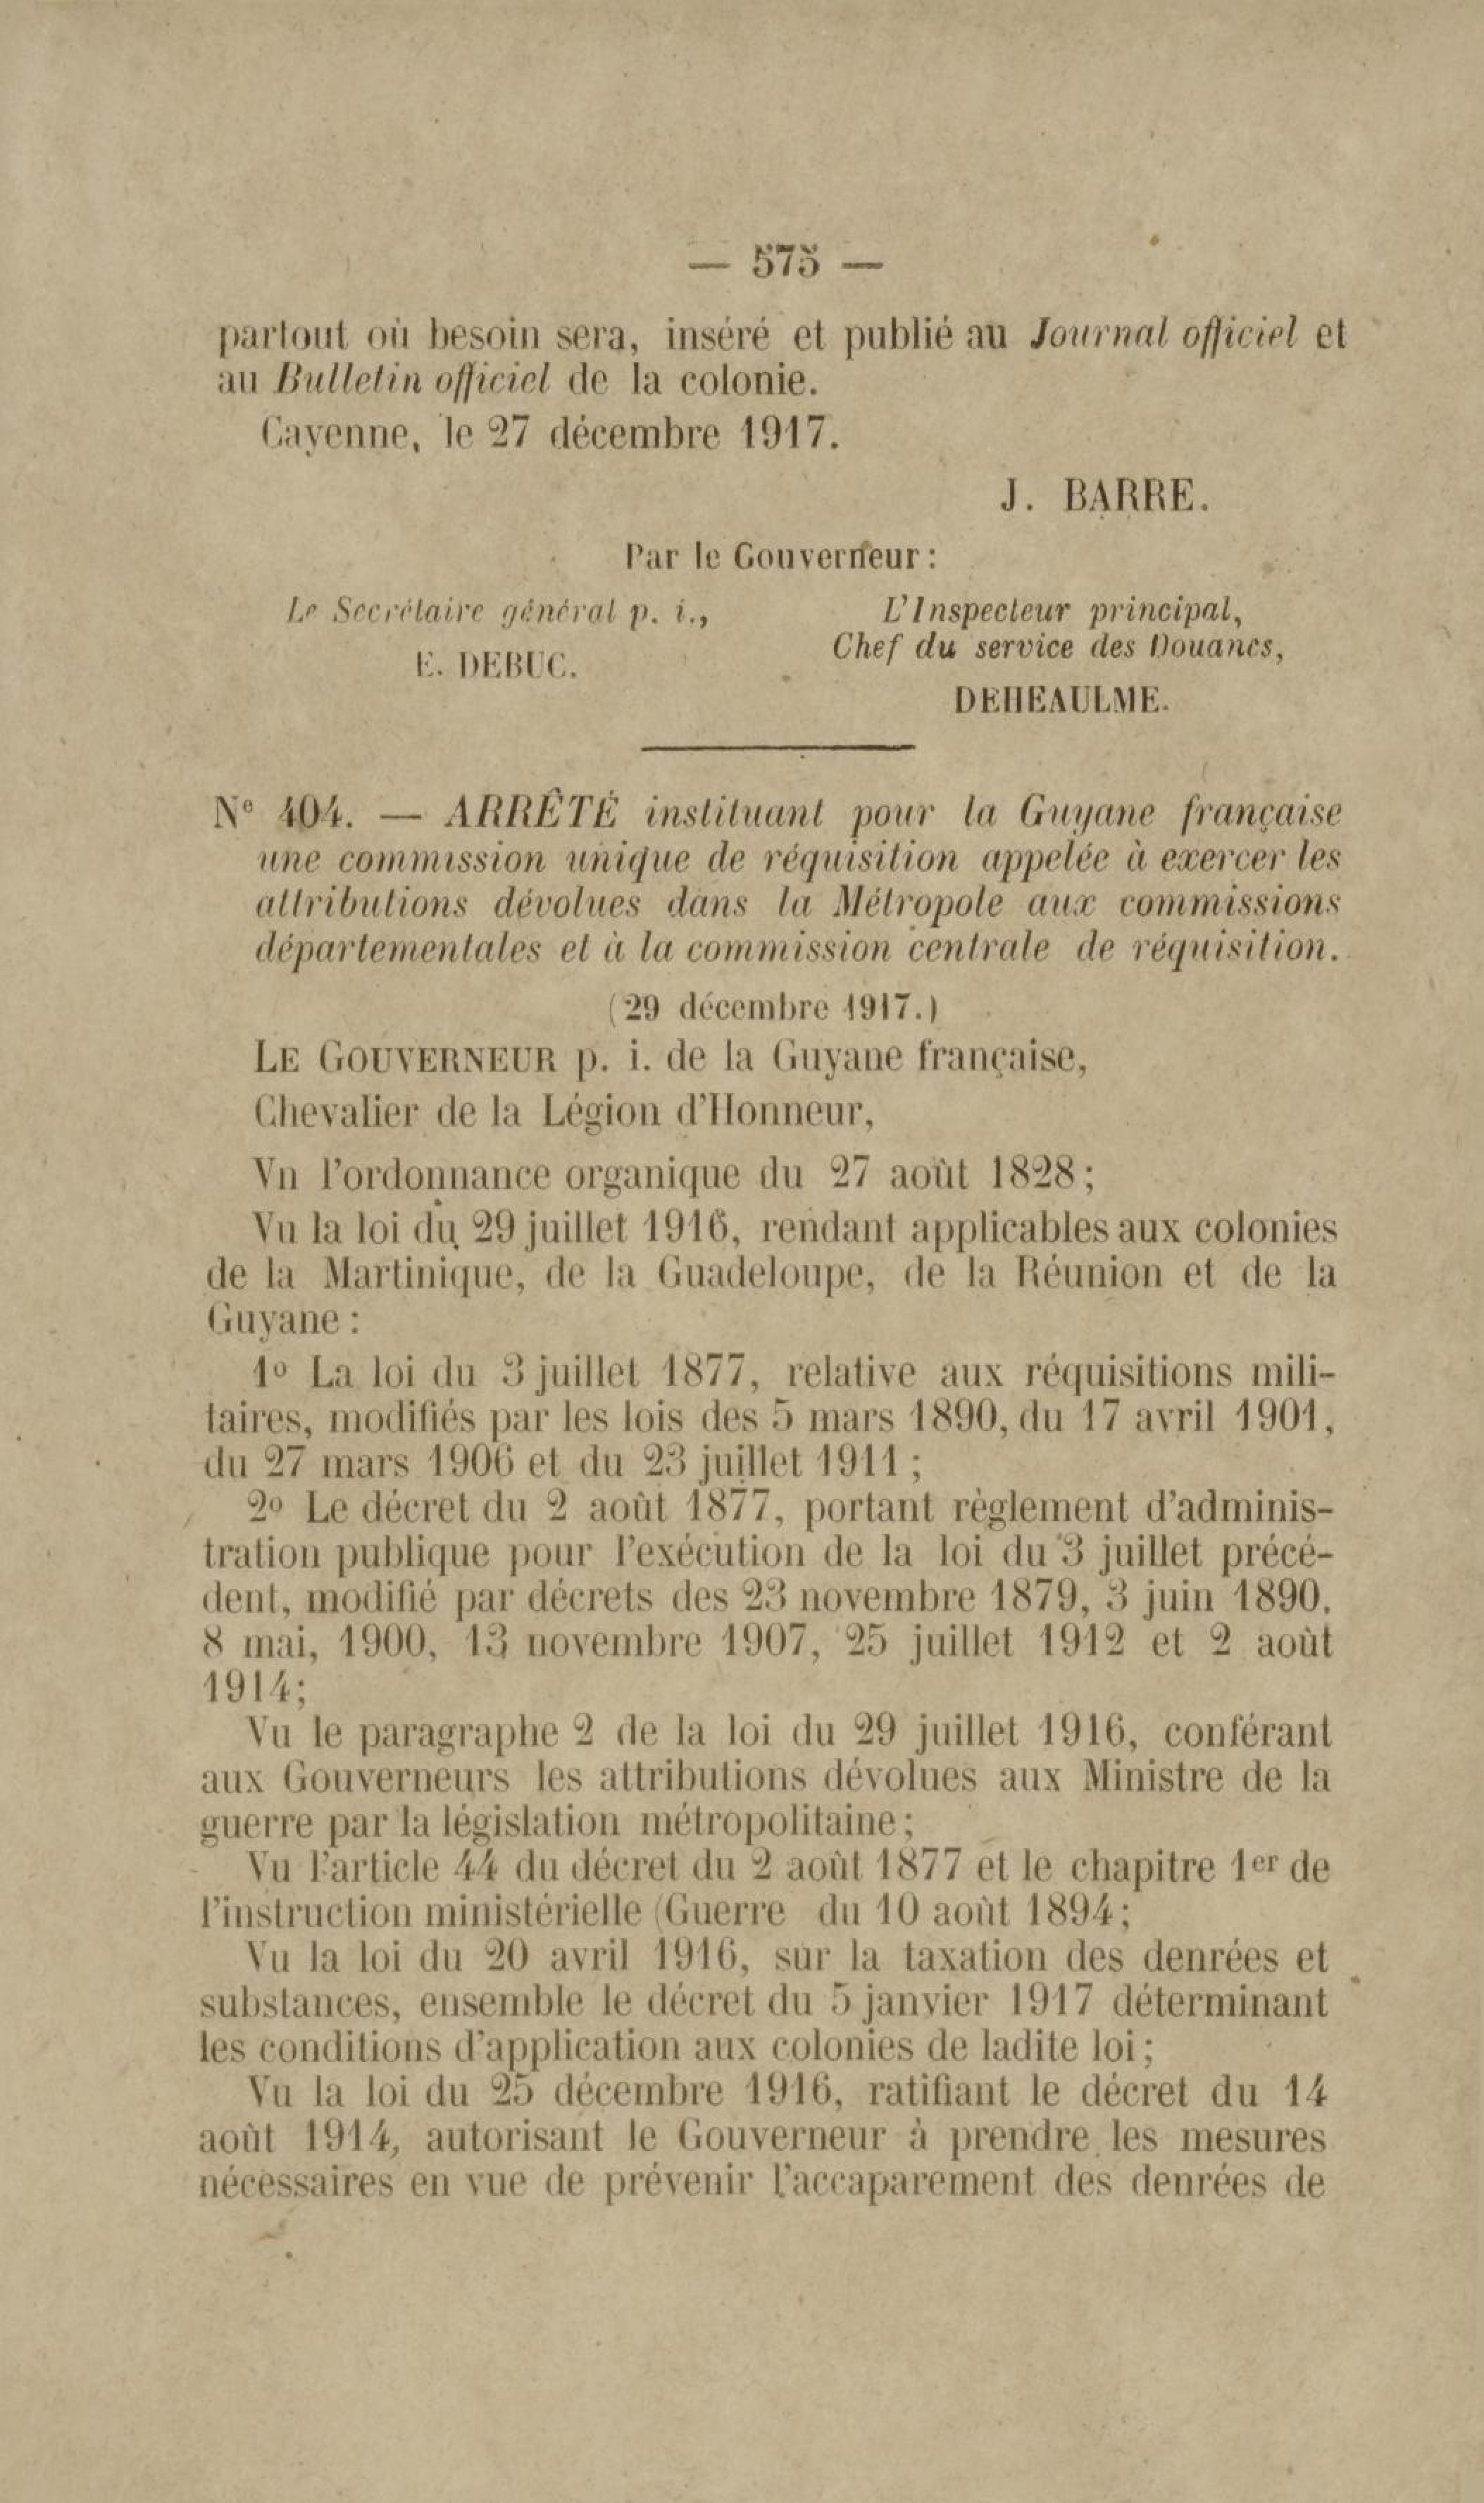 — 575 —
partout où besoin sera, inséré et publié au Journal officiel et
au Bulletin officiel de la colonie.
Cayenne, le 27 décembre 1917.
J. BARRE.
Par le Gouverneur :
Le Secrétaire général p. i.,
E. DEBUC.
L'Inspecteur principal,
Chef du service des Douanes,
DEHEAULME.
N° 404. — ARRÊTÉ instituant pour la Guyane française
une commission unique de réquisition appelée à exercer les
attributions dévolues dans la Métropole aux commissions
départementales et à la commission centrale de réquisition.
(29 décembre 1917.)
LE GOUVERNEUR p. i. de la Guyane française,
Chevalier de la Légion d'Honneur,
Vu l'ordonnance organique du 27 août 1828 ;
Vu la loi du 29 juillet 1916, rendant applicables aux colonies
de la Martinique, de la Guadeloupe, de la Réunion et de la
Guyane :
1° La loi du 3 juillet 1877, relative aux réquisitions mili-
taires, modifiés par les lois des 5 mars 1890, du 17 avril 1901,
du 27 mars 1906 et du 23 juillet 1911 ;
2° Le décret du 2 août 1877, portant règlement d'adminis-
tration publique pour l'exécution de la loi du 3 juillet précé-
dent, modifié par décrets des 23 novembre 1879, 3 juin 1890,
8 mai, 1900, 13 novembre 1907, 25 juillet 1912 et 2 août
1914;
Vu le paragraphe 2 de la loi du 29 juillet 1916, conférant
aux Gouverneurs les attributions dévolues aux Ministre de la
guerre par la législation métropolitaine ;
Vu l'article 44 du décret du 2 août 1877 et le chapitre 1er de
l'instruction ministérielle (Guerre du 10 août 1894 ;
Vu la loi du 20 avril 1916, sur la taxation des denrées et
substances, ensemble le décret du 5 janvier 1917 déterminant
les conditions d'application aux colonies de ladite loi ;
Vu la loi du 25 décembre 1916, ratifiant le décret du 14
août 1914, autorisant le Gouverneur à prendre les mesures
nécessaires en vue de prévenir l'accaparement des denrées de